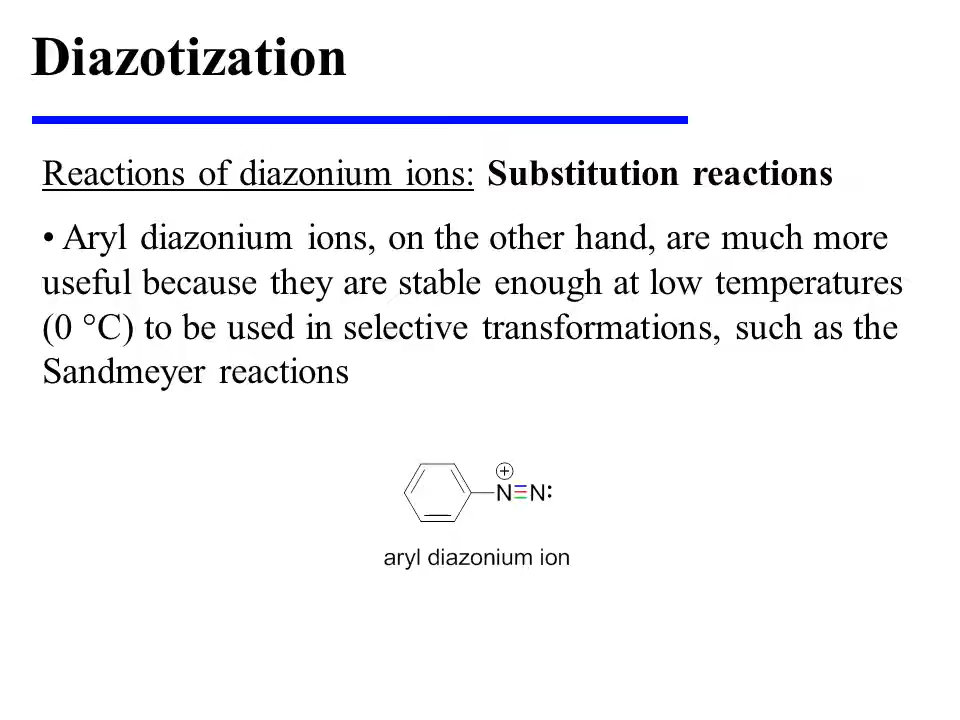 Diazotization
Reactions of diazonium ions: Substitution reactions
• Aryl diazonium ions, on the other hand, are much more
useful because they are stable enough at low temperatures
(0 °C) to be used in selective transformations, such as the
Sandmeyer reactions
⊕
N≡N:
aryl diazonium ion